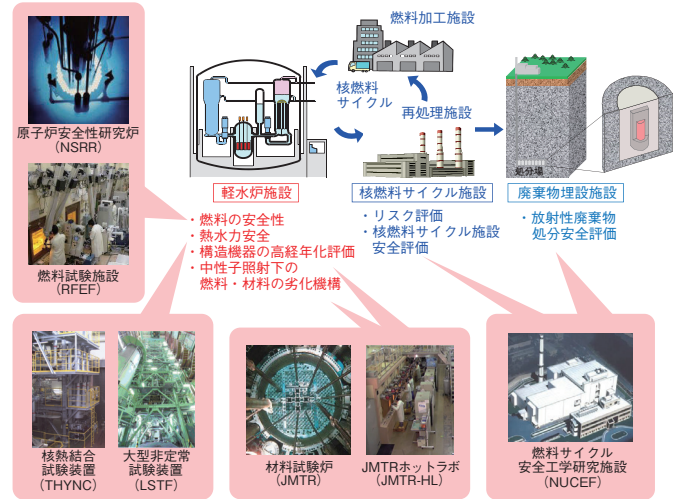 燃料加工施設
核燃料
サイクル
再処理施設
処分場
原子炉安全性研究炉
（NSRR）
燃料試験施設
（RFEF）
軽水炉施設
・燃料の安全性
・熱水力安全
・構造機器の高経年化評価
・中性子照射下の
燃料・材料の劣化機構
核燃料サイクル施設
・リスク評価
・核燃料サイクル施設
安全評価
廃棄物埋設施設
・放射性廃棄物
処分安全評価
核熱結合
試験装置
（THYNC）
大型非定常
試験装置
（LSTF）
材料試験炉
（JMTR）
JMTRホットラボ
（JMTR-HL）
燃料サイクル
安全工学研究施設
（NUCEF）